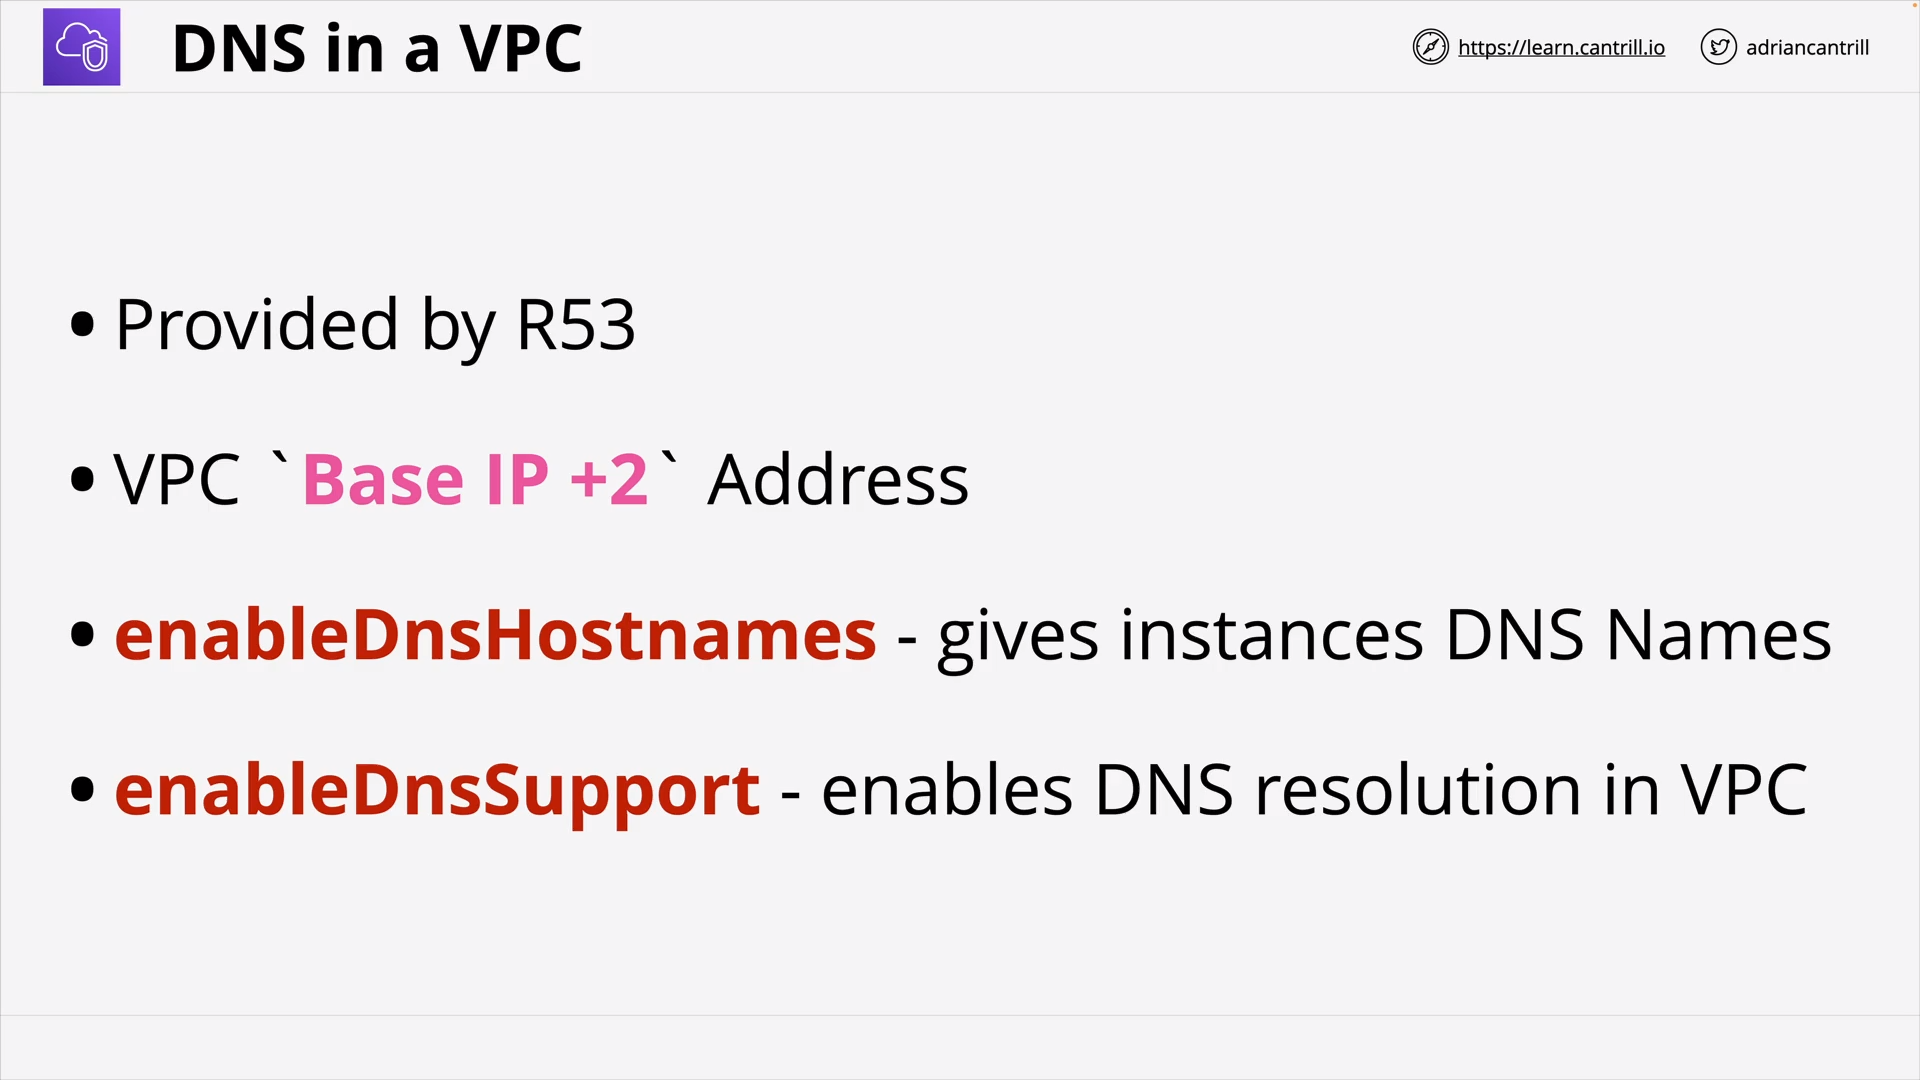 DNS in a VPC
https://learn.cantrill.io
adriancantrill
• Provided by R53
• VPC `Base IP +2` Address
• enableDnsHostnames - gives instances DNS Names
• enableDnsSupport - enables DNS resolution in VPC